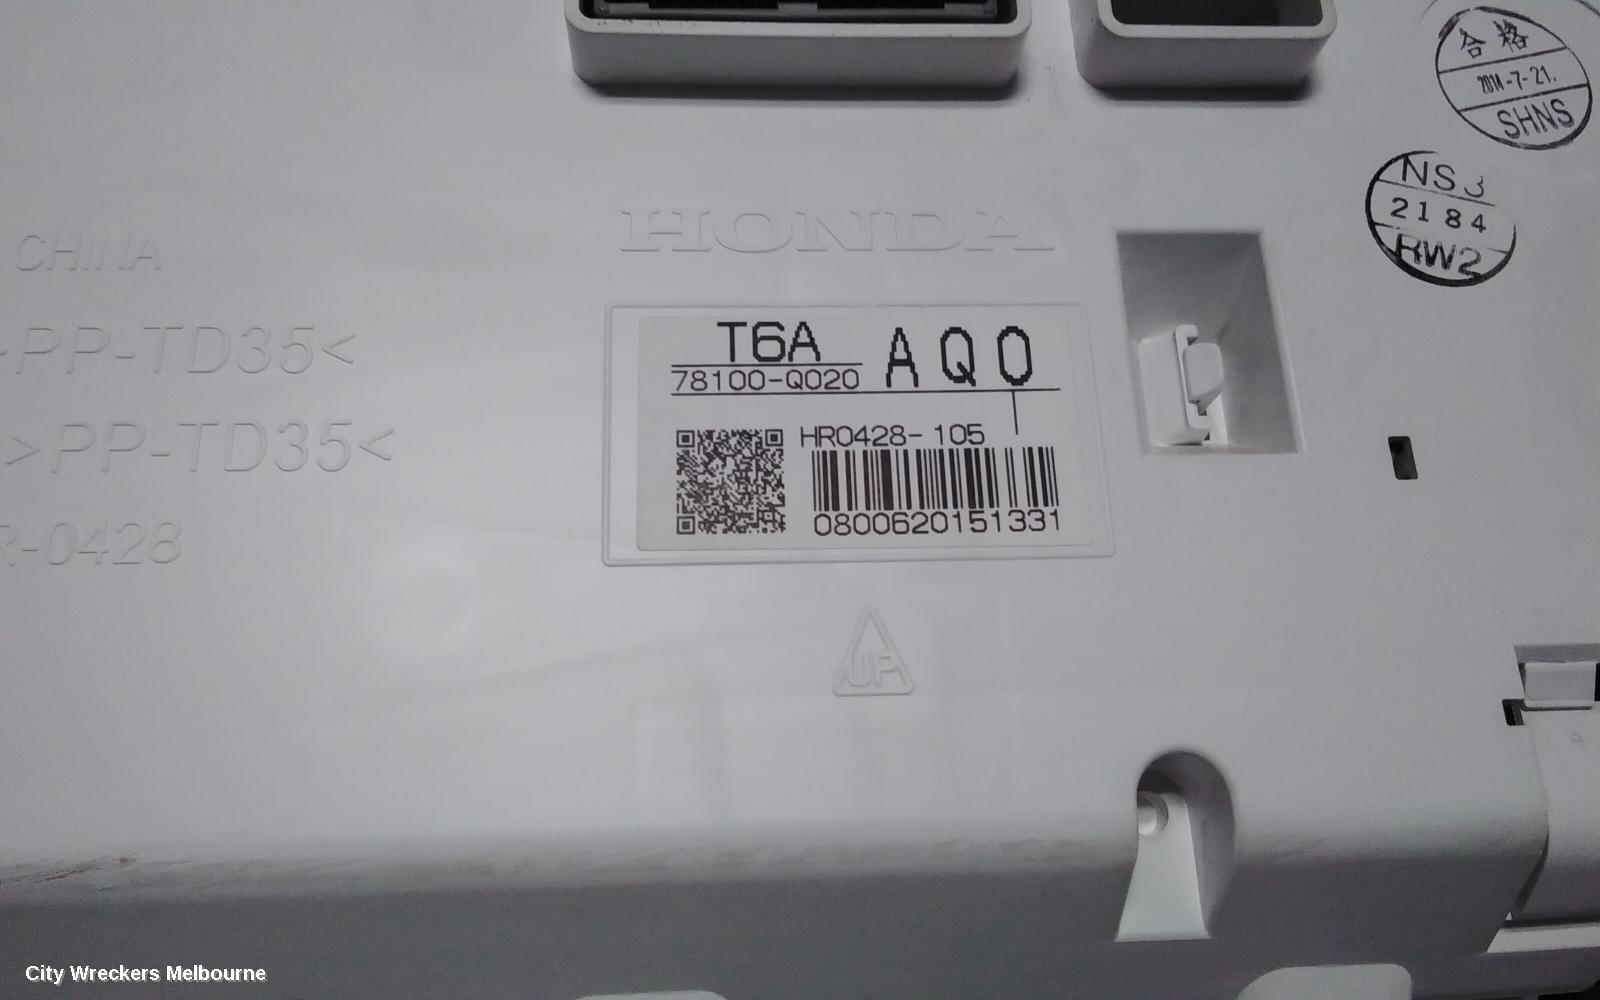 合格
2014-7-21.
SHNS
NS3
2184
RW2
HONDA
CHINA
PP-TD35<
>PP-TD35<
R-0428
T6A
78100-Q020
AQ0
HR0428-105
0800620151331
UP
City Wreckers Melbourne